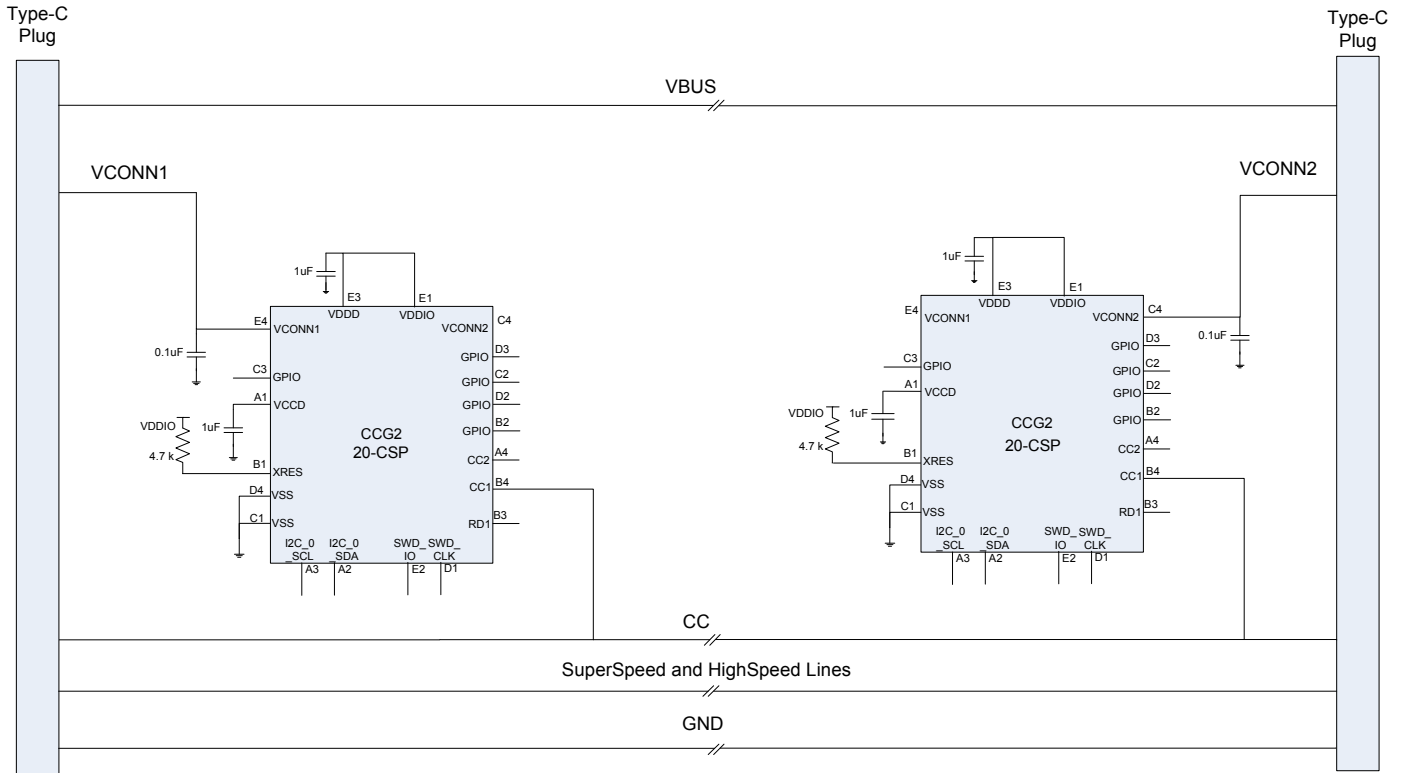 Type-C
Plug
Type-C
Plug
VBUS
VCONN1
VCONN2
1uF
E3
E1
VDDD
VDDIO
E4
VCONN1
VCONN2
C4
0.1uF
GPIO
D3
C3
GPIO
GPIO
C2
A1
VCCD
GPIO
D2
VDDIO
1uF
GPIO
B2
CCG2
20-CSP
4.7 k
CC2
A4
B1
XRES
CC1
B4
D4
VSS
C1
VSS
RD1
B3
I2C_0
_SCL
I2C_0
_SDA
SWD_
IO
SWD_
CLK
A3
A2
E2
D1
1uF
E3
E1
VDDD
VDDIO
E4
VCONN1
VCONN2
C4
0.1uF
GPIO
D3
C3
GPIO
GPIO
C2
A1
VCCD
GPIO
D2
VDDIO
1uF
GPIO
B2
CCG2
20-CSP
4.7 k
CC2
A4
B1
XRES
CC1
B4
D4
VSS
C1
VSS
RD1
B3
I2C_0
_SCL
I2C_0
_SDA
SWD_
IO
SWD_
CLK
A3
A2
E2
D1
CC
SuperSpeed and HighSpeed Lines
GND